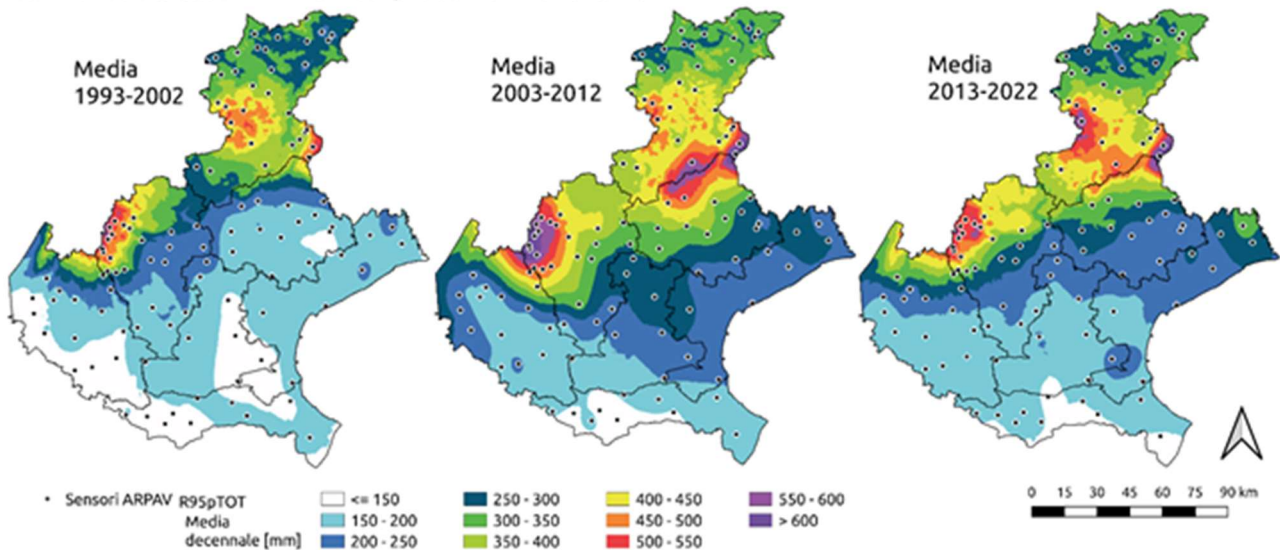 Media
1993-2002
Media
2003-2012
Media
2013-2022
Sensori ARPAV
R95pTOT
Media
decennale [mm]
<= 150
150 - 200
200 - 250
250 - 300
300 - 350
350 - 400
400 - 450
450 - 500
500 - 550
550 - 600
> 600
0 15 30 45 60 75 90 km